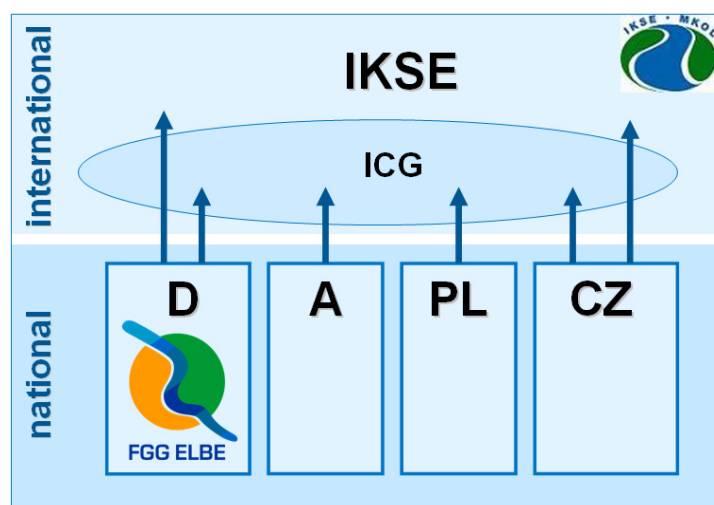 international
IKSE
IKSE • MKOL
ICG
national
D
A
PL
CZ
FGG ELBE